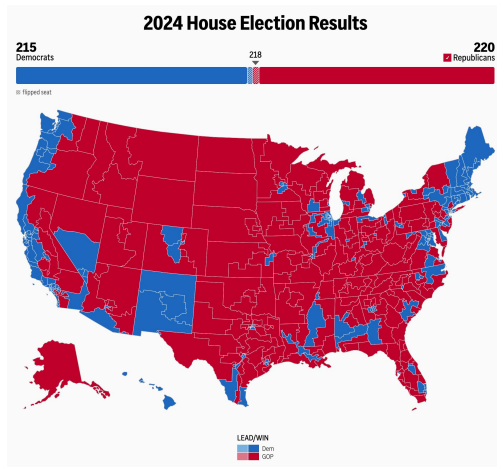 2024 House Election Results
215
218
220
Democrats
Republicans
flipped seat
LEAD/WIN
Dem
GOP